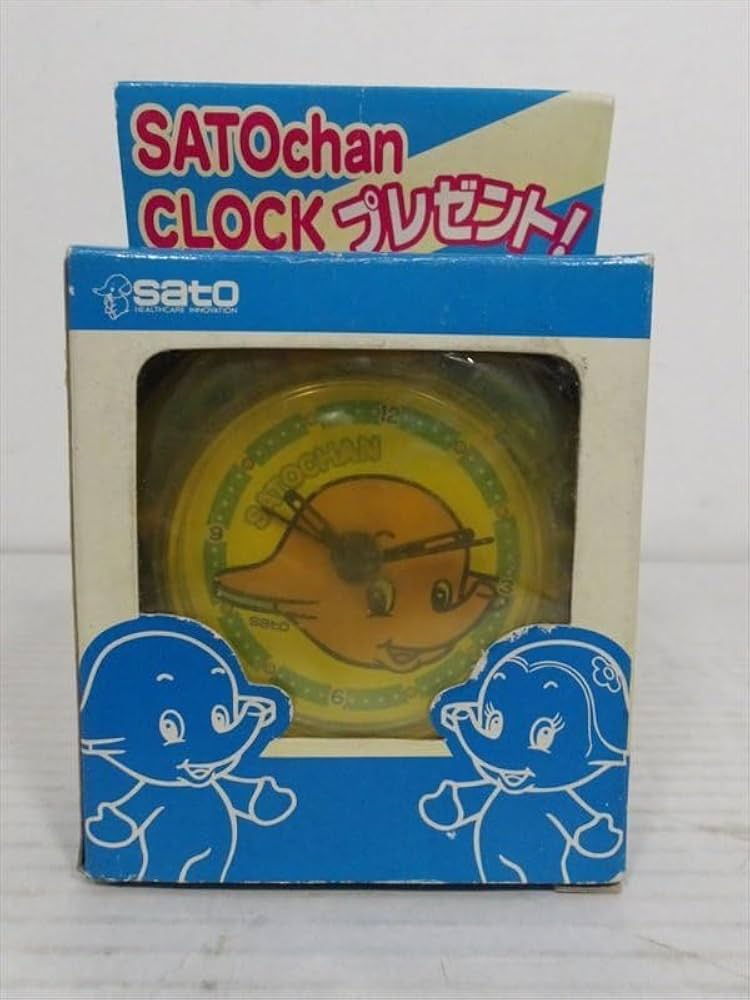 SATOchan
CLOCK プレゼント!
sato
HEALTHCARE INNOVATION
12
SATOCHAN
9
3
sato
6